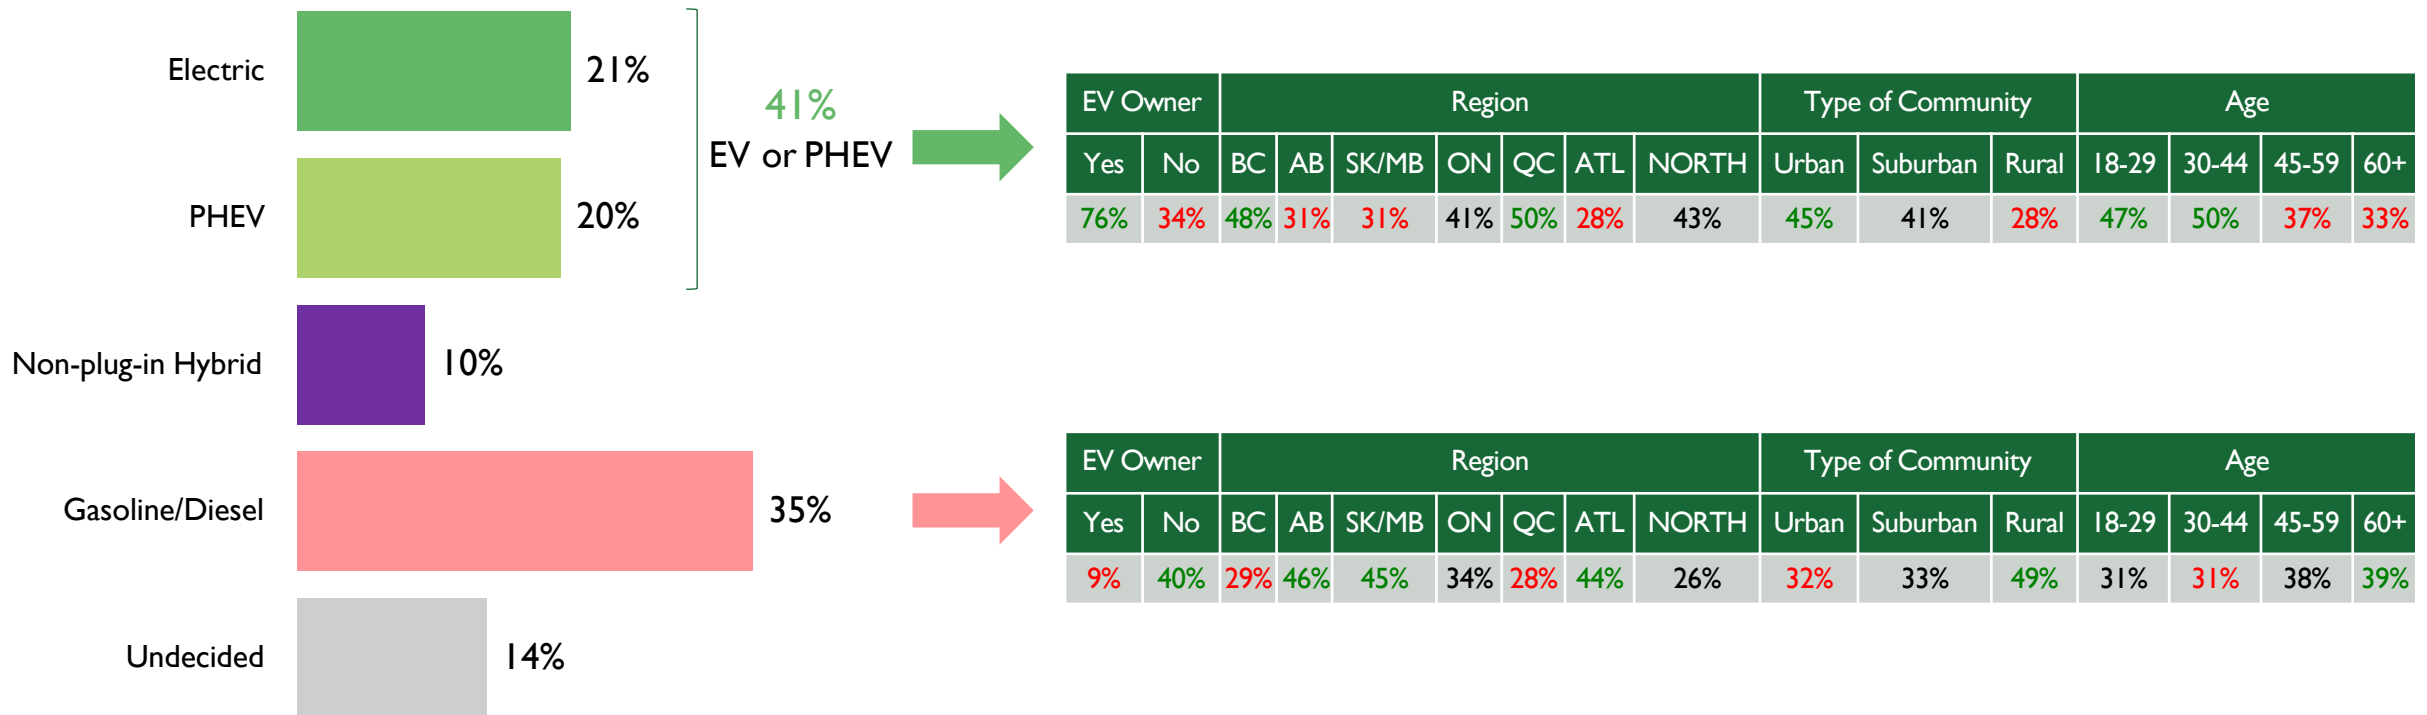 Electric
21%
PHEV
20%
Non-plug-in Hybrid
10%
Gasoline/Diesel
35%
Undecided
14%
41%
EV or PHEV
EV Owner Region Type of Community Age
Yes No BC AB SK/MB ON QC ATL NORTH Urban Suburban Rural 18-29 30-44 45-59 60+
76% 34% 48% 31% 31% 41% 50% 28% 43% 45% 41% 28% 47% 50% 37% 33%
EV Owner Region Type of Community Age
Yes No BC AB SK/MB ON QC ATL NORTH Urban Suburban Rural 18-29 30-44 45-59 60+
9% 40% 29% 46% 45% 34% 28% 44% 26% 32% 33% 49% 31% 31% 38% 39%